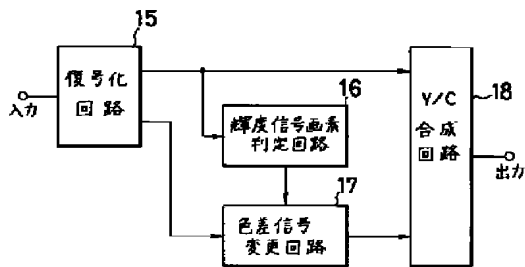 15
復号化
回路
入力
16
輝度信号画素
判定回路
17
色差信号
変更回路
Y/C
合成
回路
18
出力